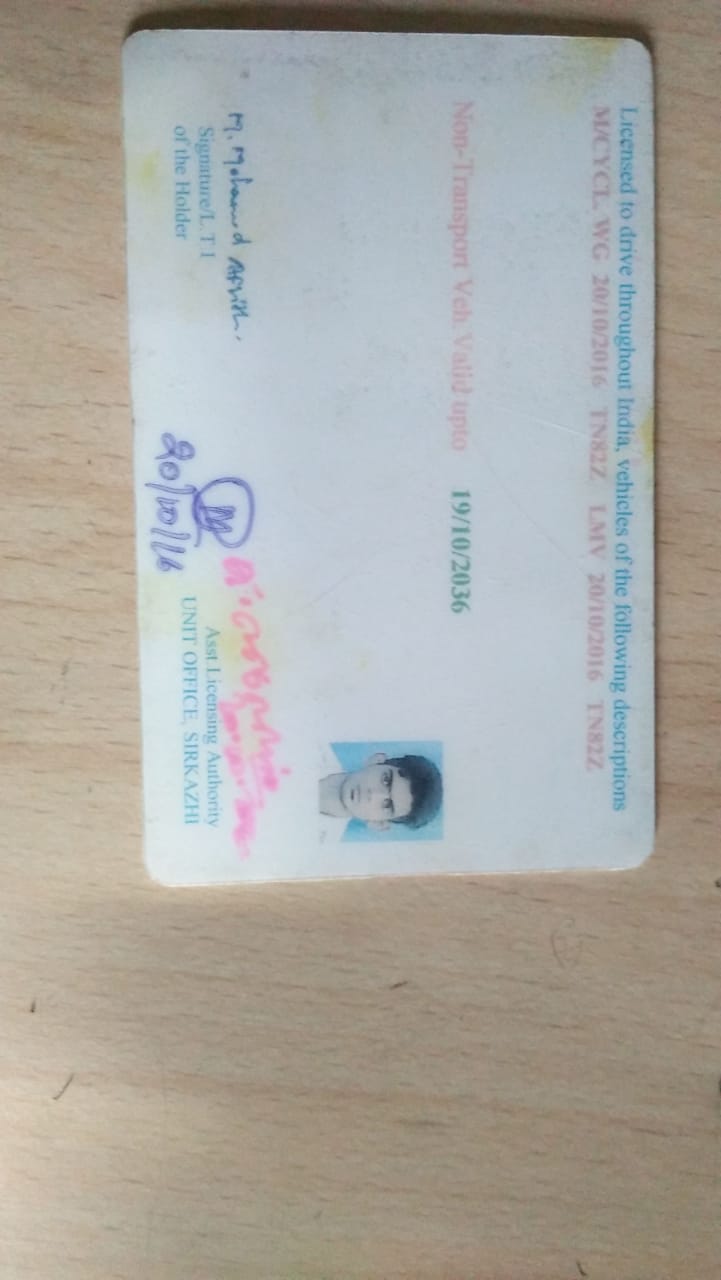 Licensed to drive throughout India, vehicles of the following descriptions
M/CYCL. WG 20/10/2016 TN82Z LMV 20/10/2016 TN82Z
Non-Transport Veh. Valid upto 19/10/2036
M. Mohamed
Signature/L.T.I
of the Holder
20/10/16
Asst.Licensing Authority
UNIT OFFICE, SIRKAZHI